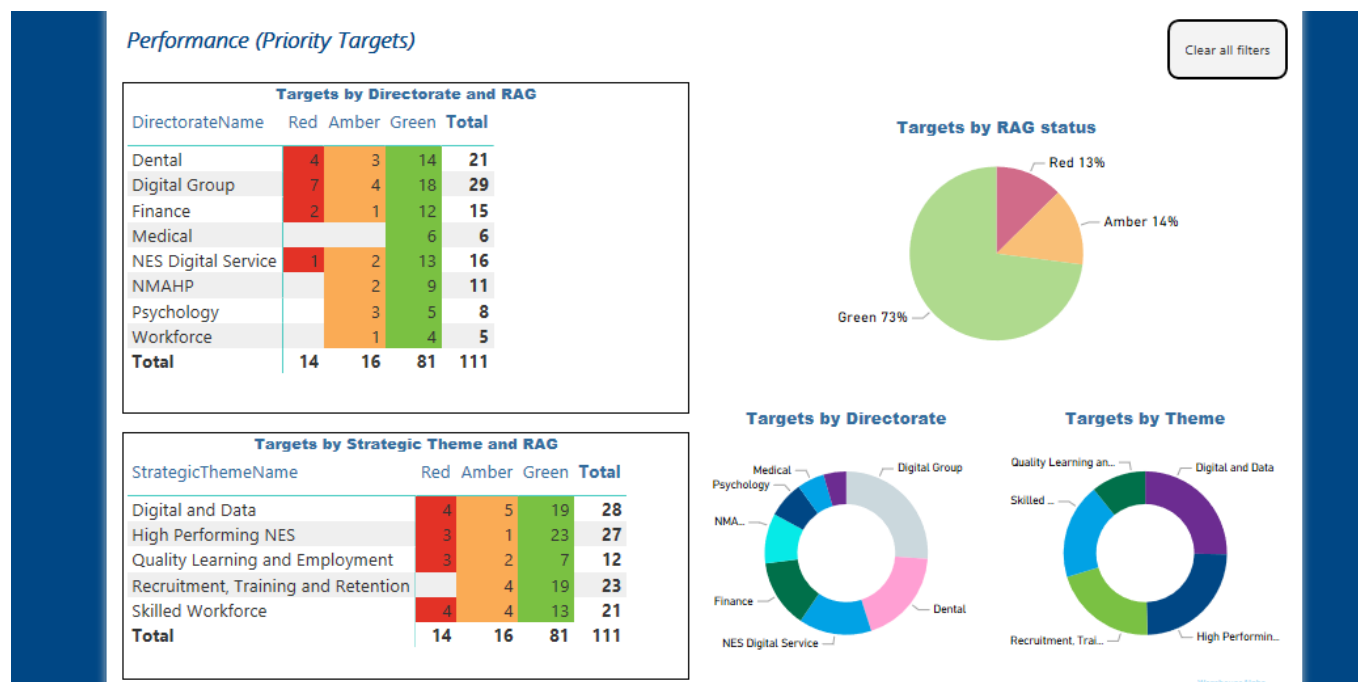 Performance (Priority Targets)
Clear all filters
Targets by Directorate and RAG
DirectorateName Red Amber Green Total
Dental 4 3 14 21
Digital Group 7 4 18 29
Finance 2 1 12 15
Medical 6 6
NES Digital Service 1 2 13 16
NMAHP 2 9 11
Psychology 3 5 8
Workforce 1 4 5
Total 14 16 81 111
Targets by Strategic Theme and RAG
StrategicThemeName Red Amber Green Total
Digital and Data 4 5 19 28
High Performing NES 3 1 23 27
Quality Learning and Employment 3 2 7 12
Recruitment, Training and Retention 4 19 23
Skilled Workforce 4 4 13 21
Total 14 16 81 111
Targets by RAG status
Red 13%
Amber 14%
Green 73%
Targets by Directorate
Medical
Digital Group
Psychology
NMA...
Finance
Dental
NES Digital Service
Targets by Theme
Quality Learning an...
Digital and Data
Skilled ...
Recruitment, Trai...
High Performin...